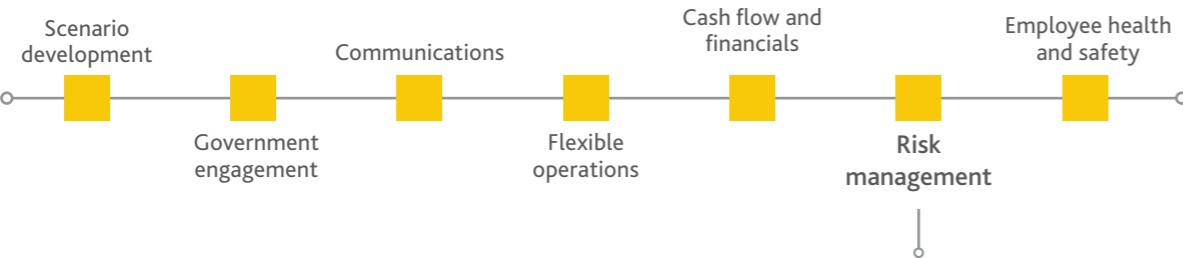 Scenario
development
Government
engagement
Communications
Flexible
operations
Cash flow and
financials
Risk
management
Employee health
and safety